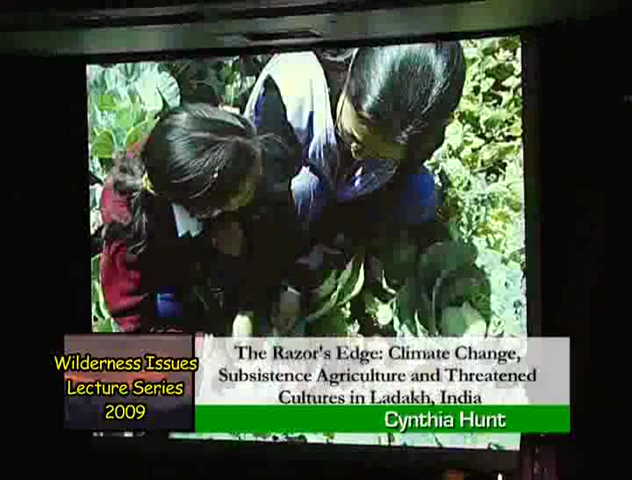 Wilderness Issues
Lecture Series
2009
The Razor's Edge: Climate Change,
Subsistence Agriculture and Threatened
Cultures in Ladakh, India
Cynthia Hunt